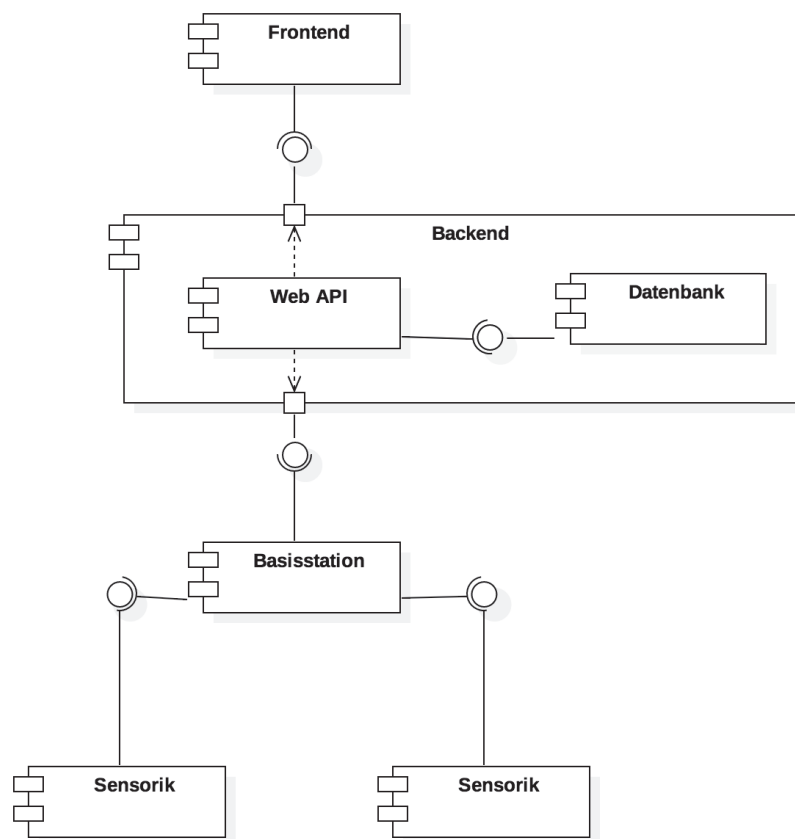 Frontend
Backend
Web API
Datenbank
Basisstation
Sensorik
Sensorik